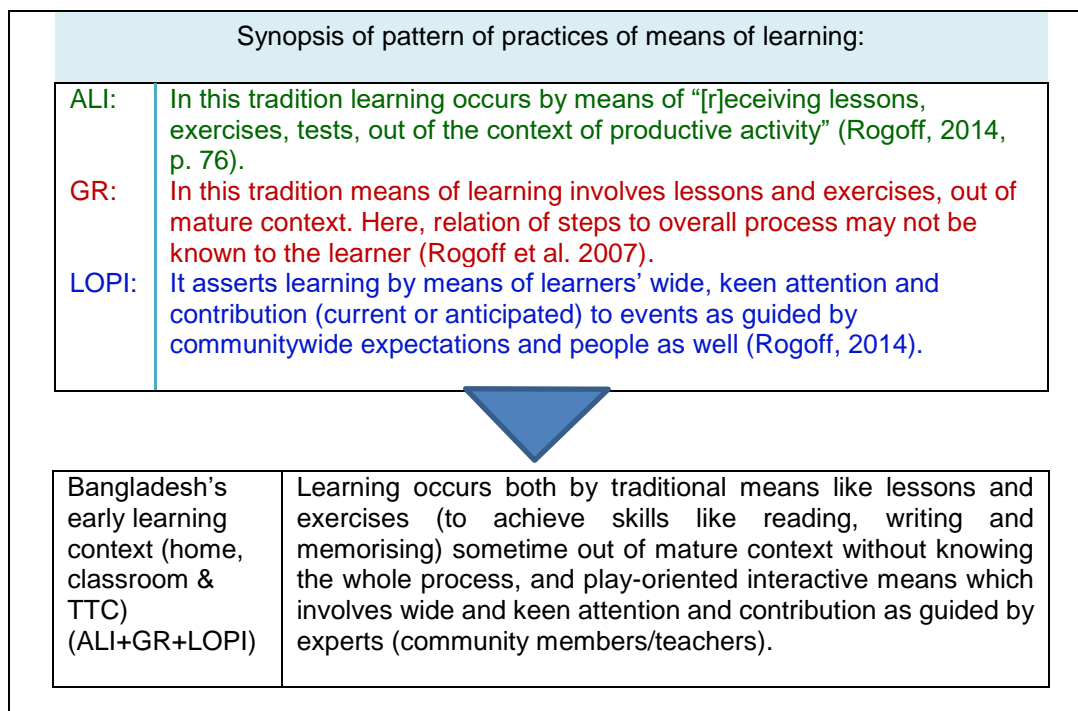 Synopsis of pattern of practices of means of learning:
ALI: In this tradition learning occurs by means of “[r]eceiving lessons,
exercises, tests, out of the context of productive activity” (Rogoff, 2014,
p. 76).
GR: In this tradition means of learning involves lessons and exercises, out of
mature context. Here, relation of steps to overall process may not be
known to the learner (Rogoff et al. 2007).
LOPI: It asserts learning by means of learners’ wide, keen attention and
contribution (current or anticipated) to events as guided by
communitywide expectations and people as well (Rogoff, 2014).
Bangladesh’s
early learning
context (home,
classroom &
TTC)
(ALI+GR+LOPI)
Learning occurs both by traditional means like lessons and
exercises (to achieve skills like reading, writing and
memorising) sometime out of mature context without knowing
the whole process, and play-oriented interactive means which
involves wide and keen attention and contribution as guided by
experts (community members/teachers).